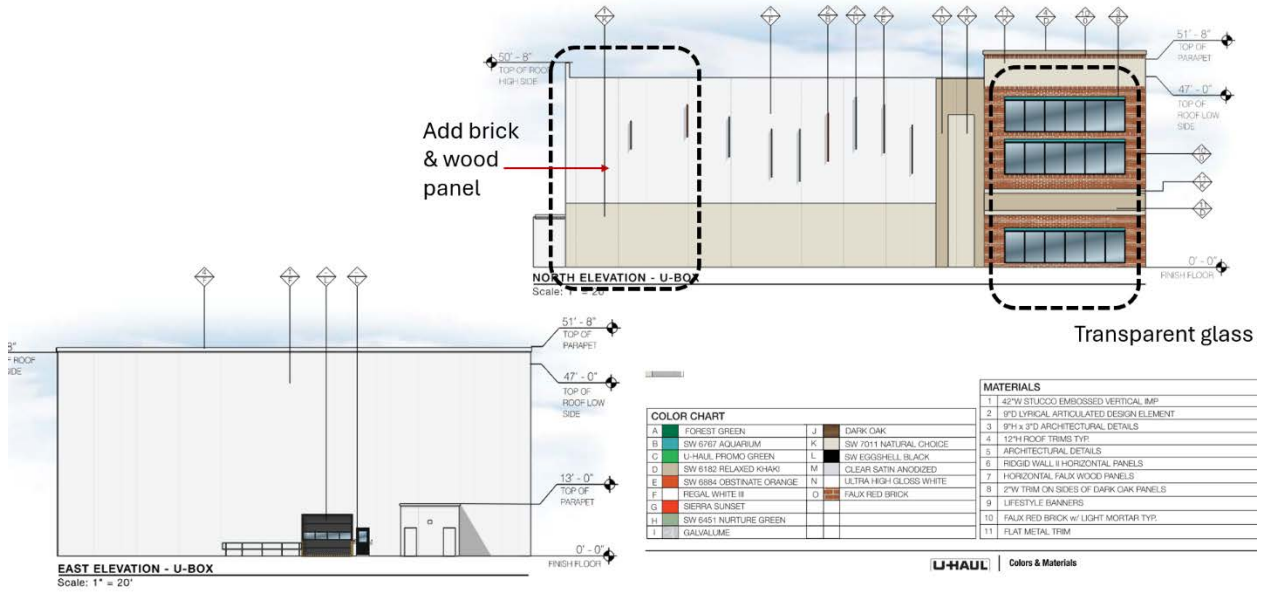 50' - 8"
TOP OF ROOF
HIGH SIDE
51' - 8"
TOP OF
PARAPET
47' - 0"
TOP OF
ROOF LOW
SIDE
Add brick
& wood
panel
0' - 0"
FINISH FLOOR
NORTH ELEVATION - U-BOX
Scale: 1" = 20'
Transparent glass
51' - 8"
TOP OF
PARAPET
47' - 0"
TOP OF
ROOF LOW
SIDE
13' - 0"
TOP OF
PARAPET
0' - 0"
FINISH FLOOR
EAST ELEVATION - U-BOX
Scale: 1" = 20'
COLOR CHART
A FOREST GREEN J DARK OAK
B SW 6767 AQUARIUM K SW 7011 NATURAL CHOICE
C U-HAUL PROMO GREEN L SW EGGSHELL BLACK
D SW 6182 RELAXED KHAKI M CLEAR SATIN ANODIZED
E SW 6884 OBSTINATE ORANGE N ULTRA HIGH GLOSS WHITE
F REGAL WHITE III O FAUX RED BRICK
G SIERRA SUNSET
H SW 6451 NURTURE GREEN
I GALVALUME
MATERIALS
1 42"W STUCCO EMBOSSED VERTICAL IMP
2 9"D LYRICAL ARTICULATED DESIGN ELEMENT
3 9"H x 3"D ARCHITECTURAL DETAILS
4 12"H ROOF TRIMS TYP.
5 ARCHITECTURAL DETAILS
6 RIDGID WALL II HORIZONTAL PANELS
7 HORIZONTAL FAUX WOOD PANELS
8 2"W TRIM ON SIDES OF DARK OAK PANELS
9 LIFESTYLE BANNERS
10 FAUX RED BRICK w/ LIGHT MORTAR TYP.
11 FLAT METAL TRIM
U-HAUL Colors & Materials